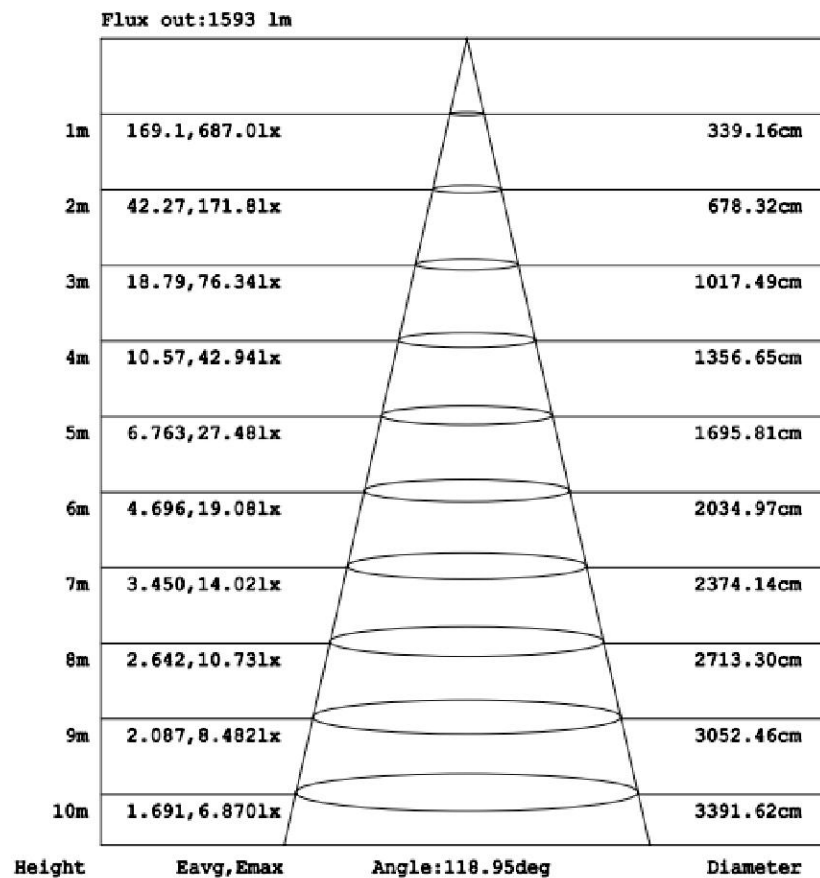 Flux out:1593 lm
1m 169.1,687.0lx 339.16cm
2m 42.27,171.8lx 678.32cm
3m 18.79,76.34lx 1017.49cm
4m 10.57,42.94lx 1356.65cm
5m 6.763,27.48lx 1695.81cm
6m 4.696,19.08lx 2034.97cm
7m 3.450,14.02lx 2374.14cm
8m 2.642,10.73lx 2713.30cm
9m 2.087,8.482lx 3052.46cm
10m 1.691,6.870lx 3391.62cm
Height Eavg,Emax Angle:118.95deg Diameter